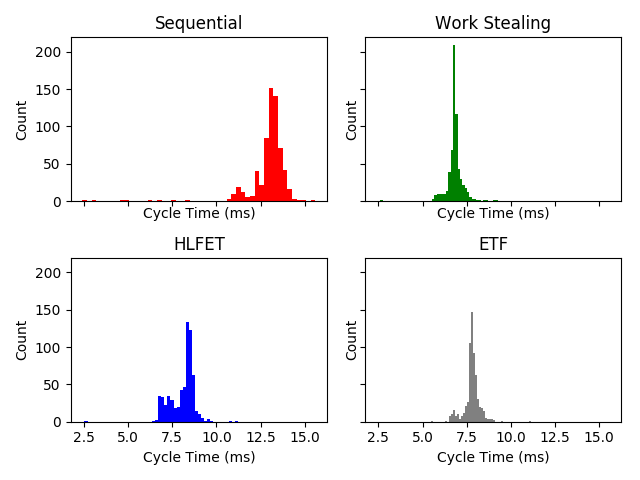 Sequential
Work Stealing
200
150
100
50
0
Count
Count
Cycle Time (ms)
Cycle Time (ms)
HLFET
ETF
200
150
100
50
0
Count
Count
2.5 5.0 7.5 10.0 12.5 15.0
2.5 5.0 7.5 10.0 12.5 15.0
Cycle Time (ms)
Cycle Time (ms)